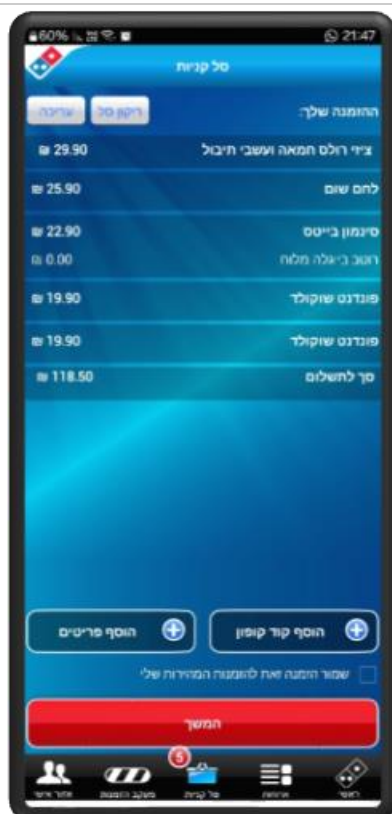 60% 21:47
סל קניות
ההזמנה שלך: ריקון סל עריכה
ציזי רולס חמאה ועשבי תיבול 29.90 ₪
לחם שום 25.90 ₪
סינמון בייטס 22.90 ₪
רוטב בייגלה מלוח 0.00 ₪
פונדנט שוקולד 19.90 ₪
פונדנט שוקולד 19.90 ₪
סך לתשלום 118.50 ₪
הוסף קוד קופון הוסף פריטים
שמור הזמנה זאת להזמנות המהירות שלי
המשך
5
ראשי ארוחות סל קניות מעקב הזמנות אזור אישי